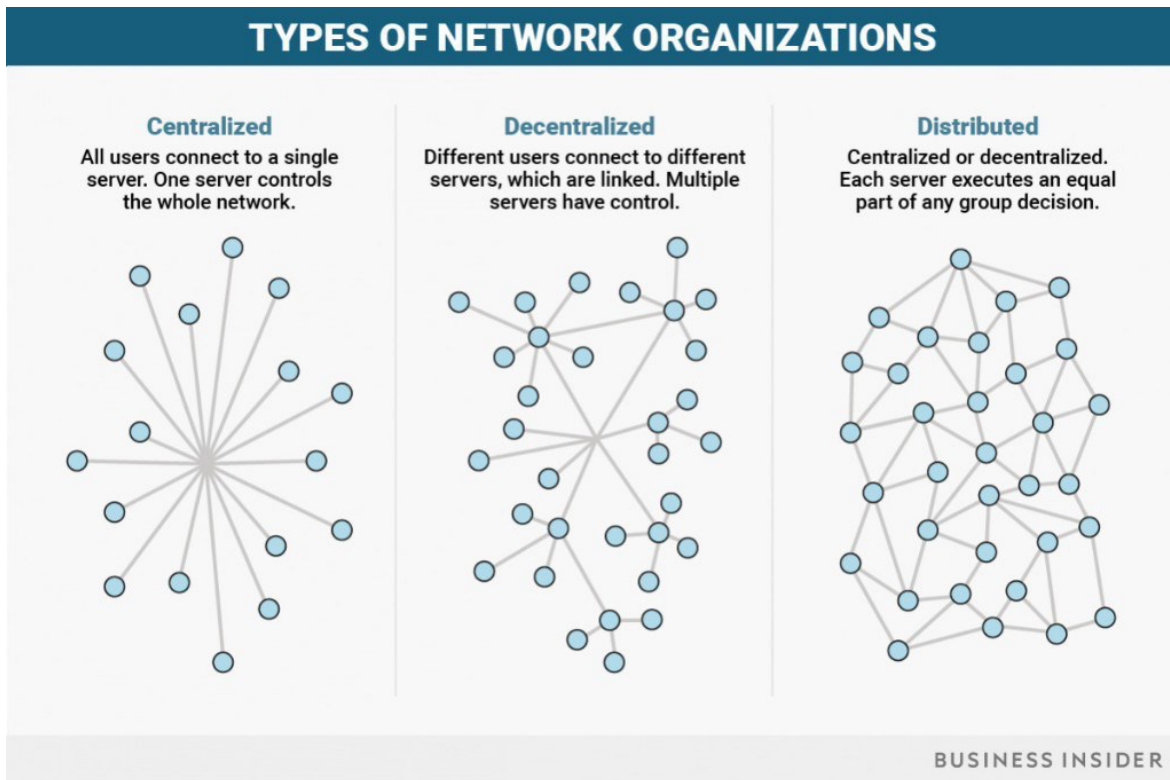 TYPES OF NETWORK ORGANIZATIONS
Centralized
All users connect to a single
server. One server controls
the whole network.
Decentralized
Different users connect to different
servers, which are linked. Multiple
servers have control.
Distributed
Centralized or decentralized.
Each server executes an equal
part of any group decision.
BUSINESS INSIDER